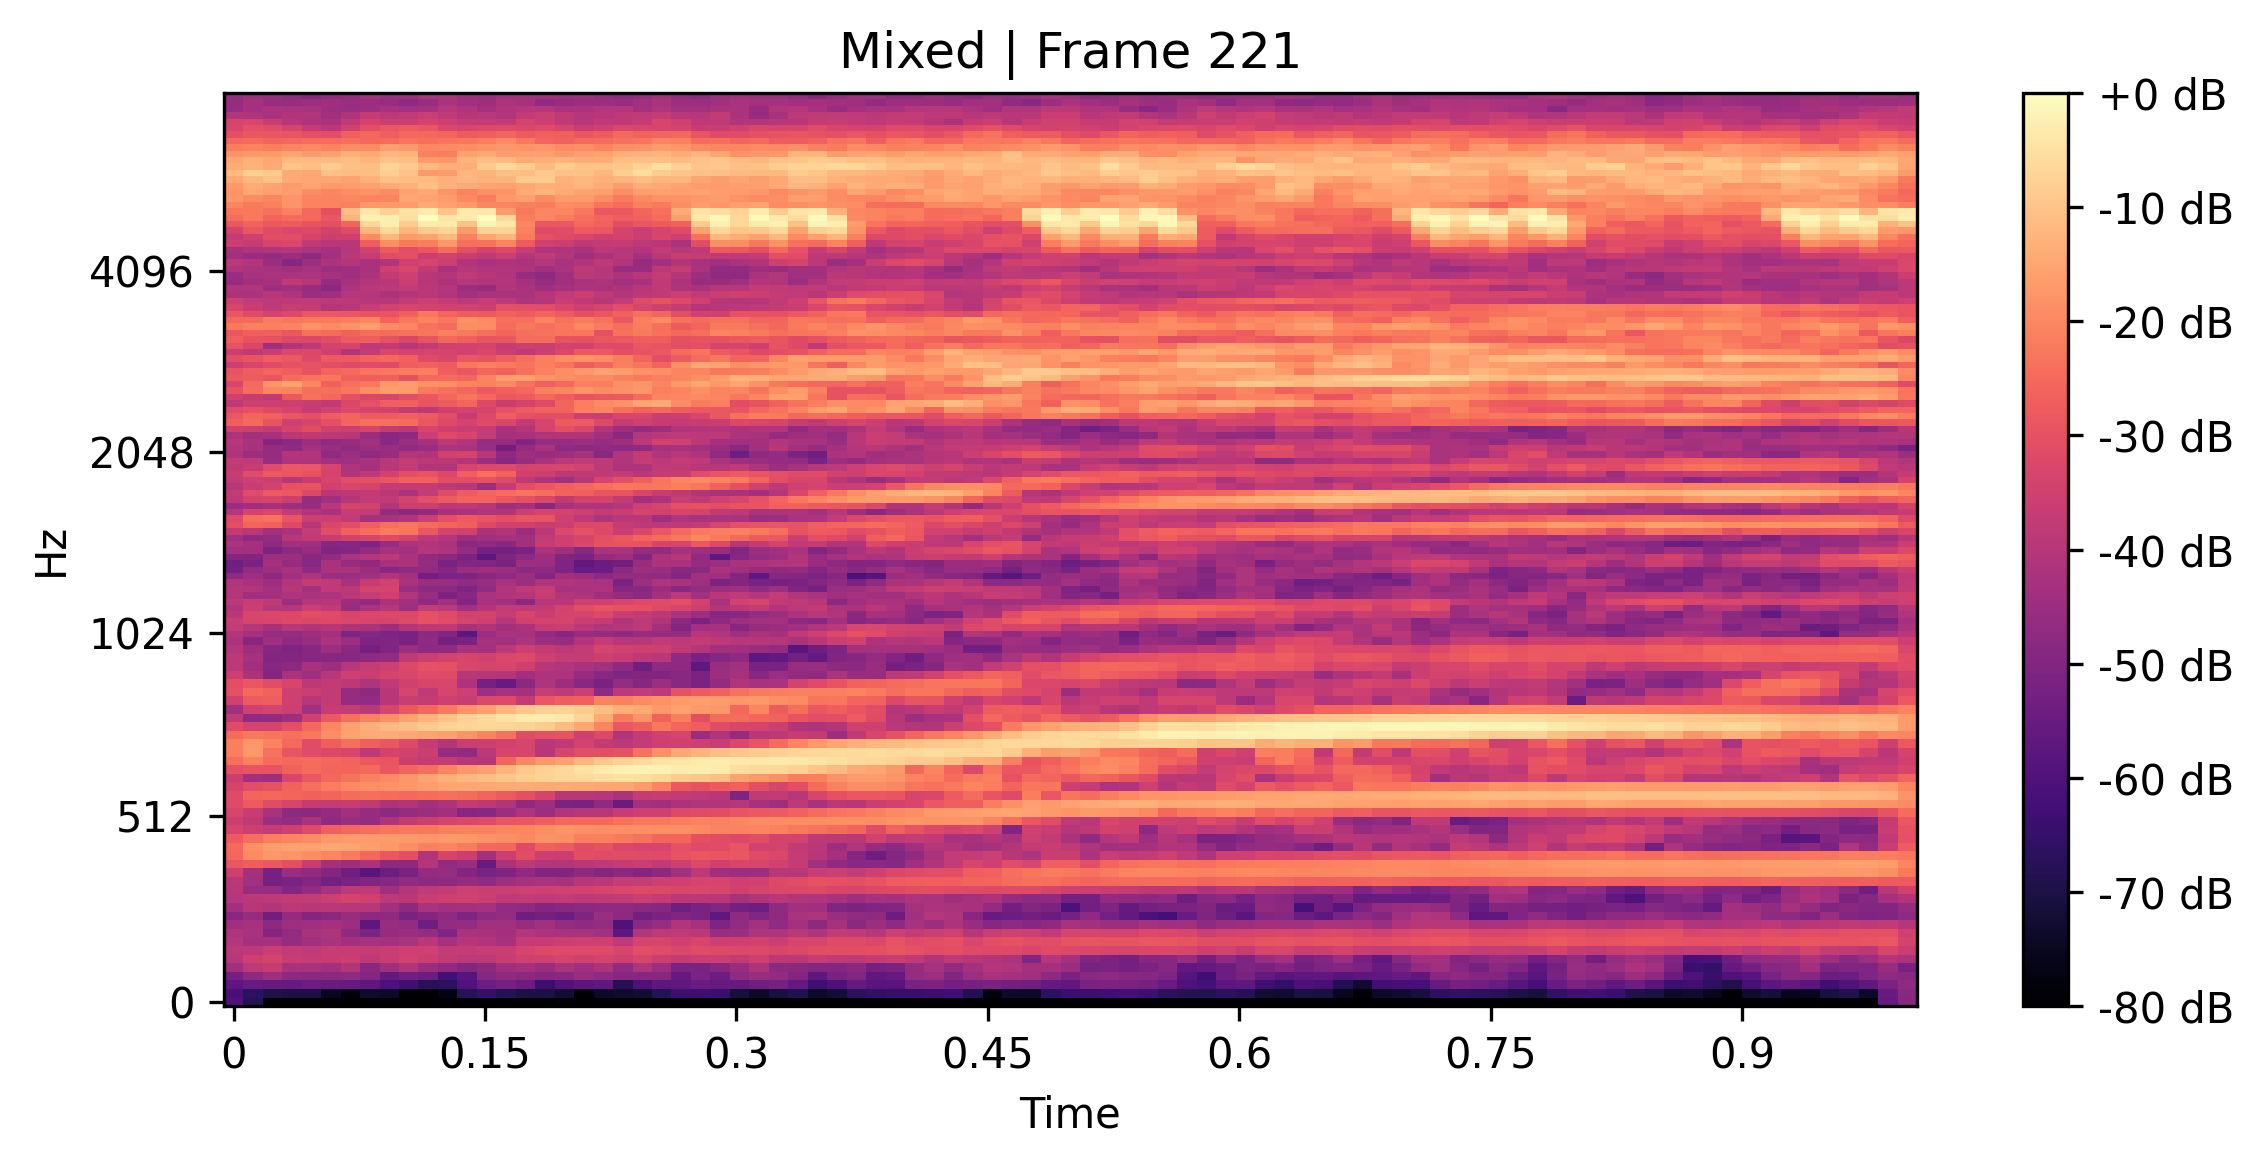 Mixed | Frame 221
+0 dB
-10 dB
-20 dB
-30 dB
-40 dB
-50 dB
-60 dB
-70 dB
-80 dB
Hz
4096
2048
1024
512
0
0 0.15 0.3 0.45 0.6 0.75 0.9
Time